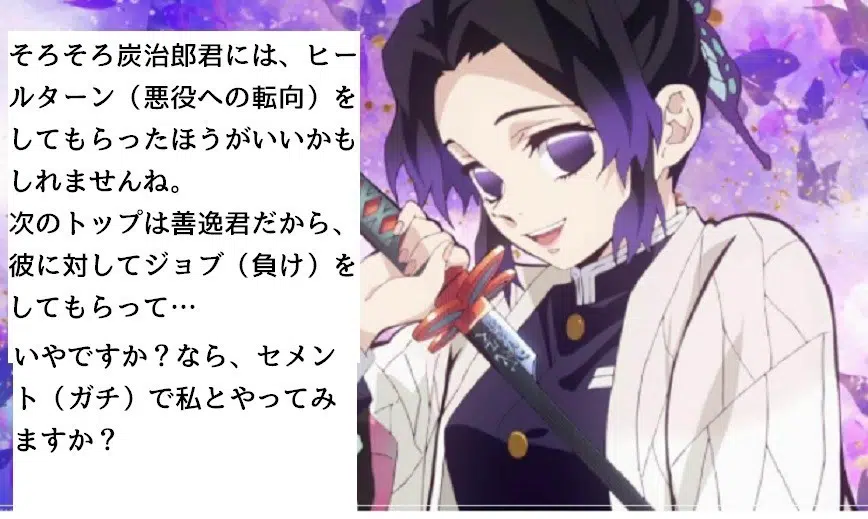 そろそろ炭治郎君には、ヒー
ルターン（悪役への転向）を
してもらったほうがいいかも
しれませんね。
次のトップは善逸君だから、
彼に対してジョブ（負け）を
してもらって…
いやですか？なら、セメン
ト（ガチ）で私とやってみ
ますか？